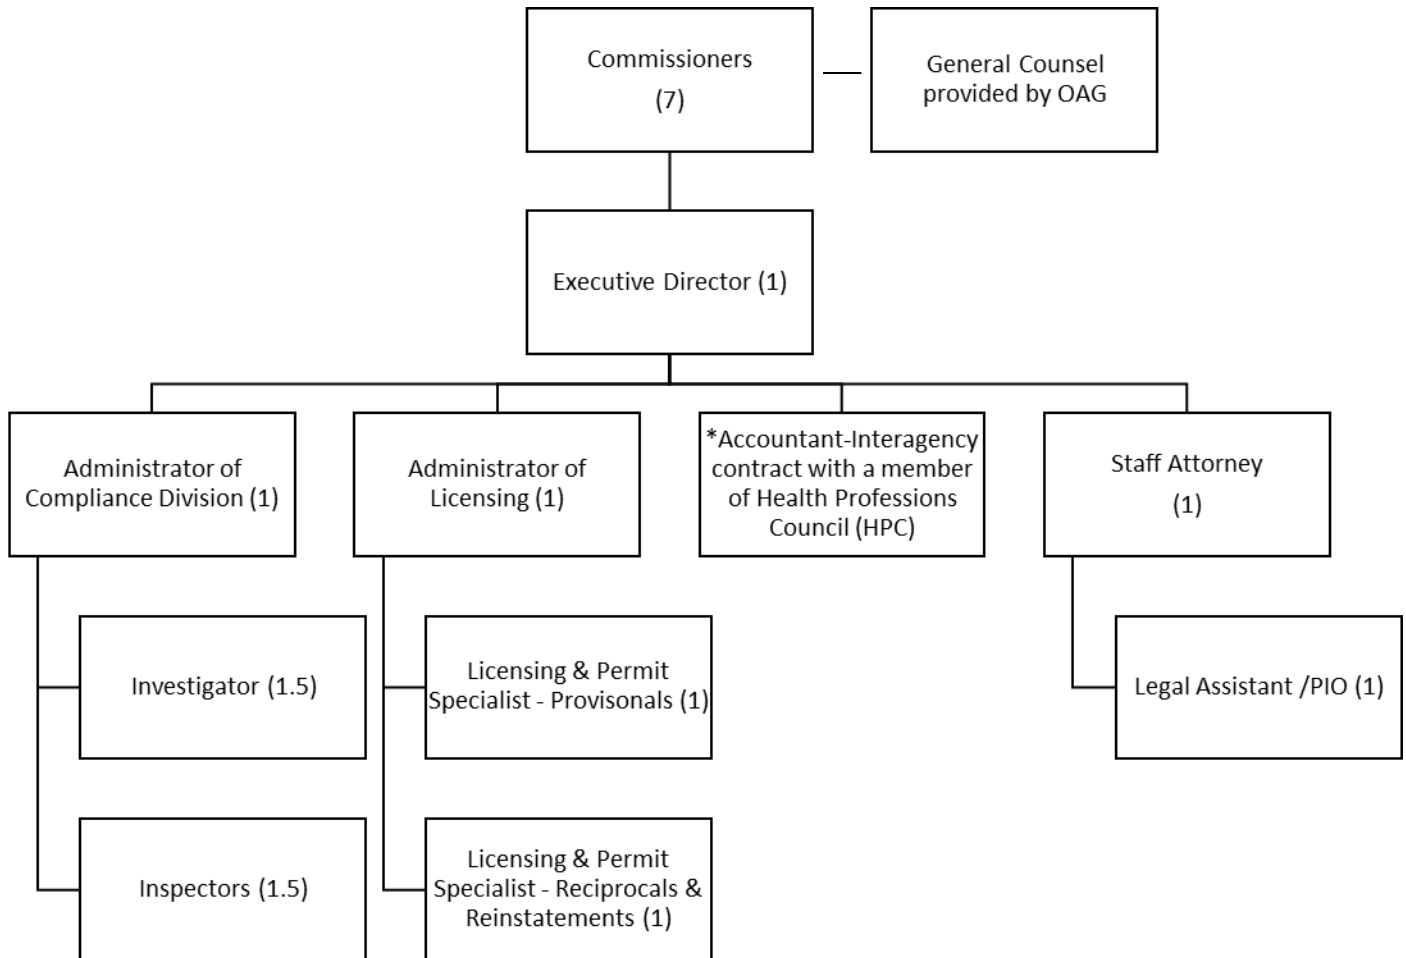 Commissioners
(7)
General Counsel
provided by OAG
Executive Director (1)
Administrator of
Compliance Division (1)
Administrator of
Licensing (1)
*Accountant-Interagency
contract with a member
of Health Professions
Council (HPC)
Staff Attorney
(1)
Investigator (1.5)
Licensing & Permit
Specialist - Provisonals (1)
Legal Assistant /PIO (1)
Inspectors (1.5)
Licensing & Permit
Specialist - Reciprocals &
Reinstatements (1)